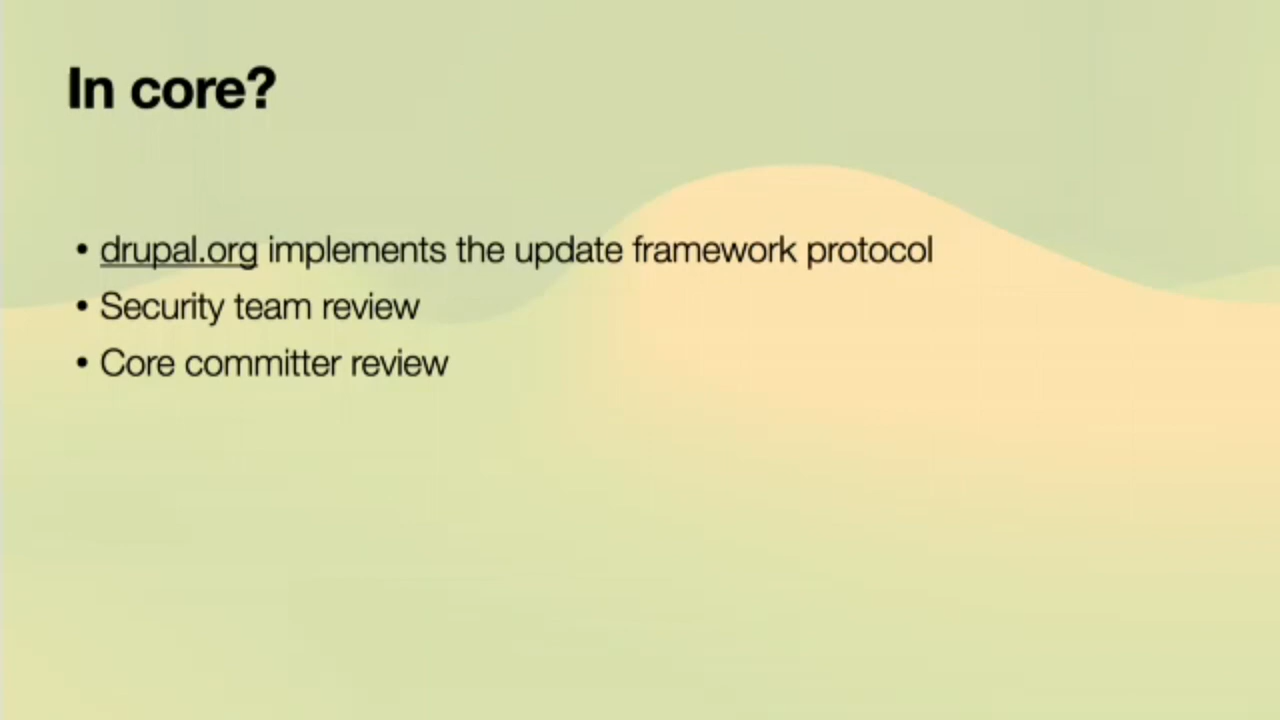 In core?
• drupal.org implements the update framework protocol
• Security team review
• Core committer review